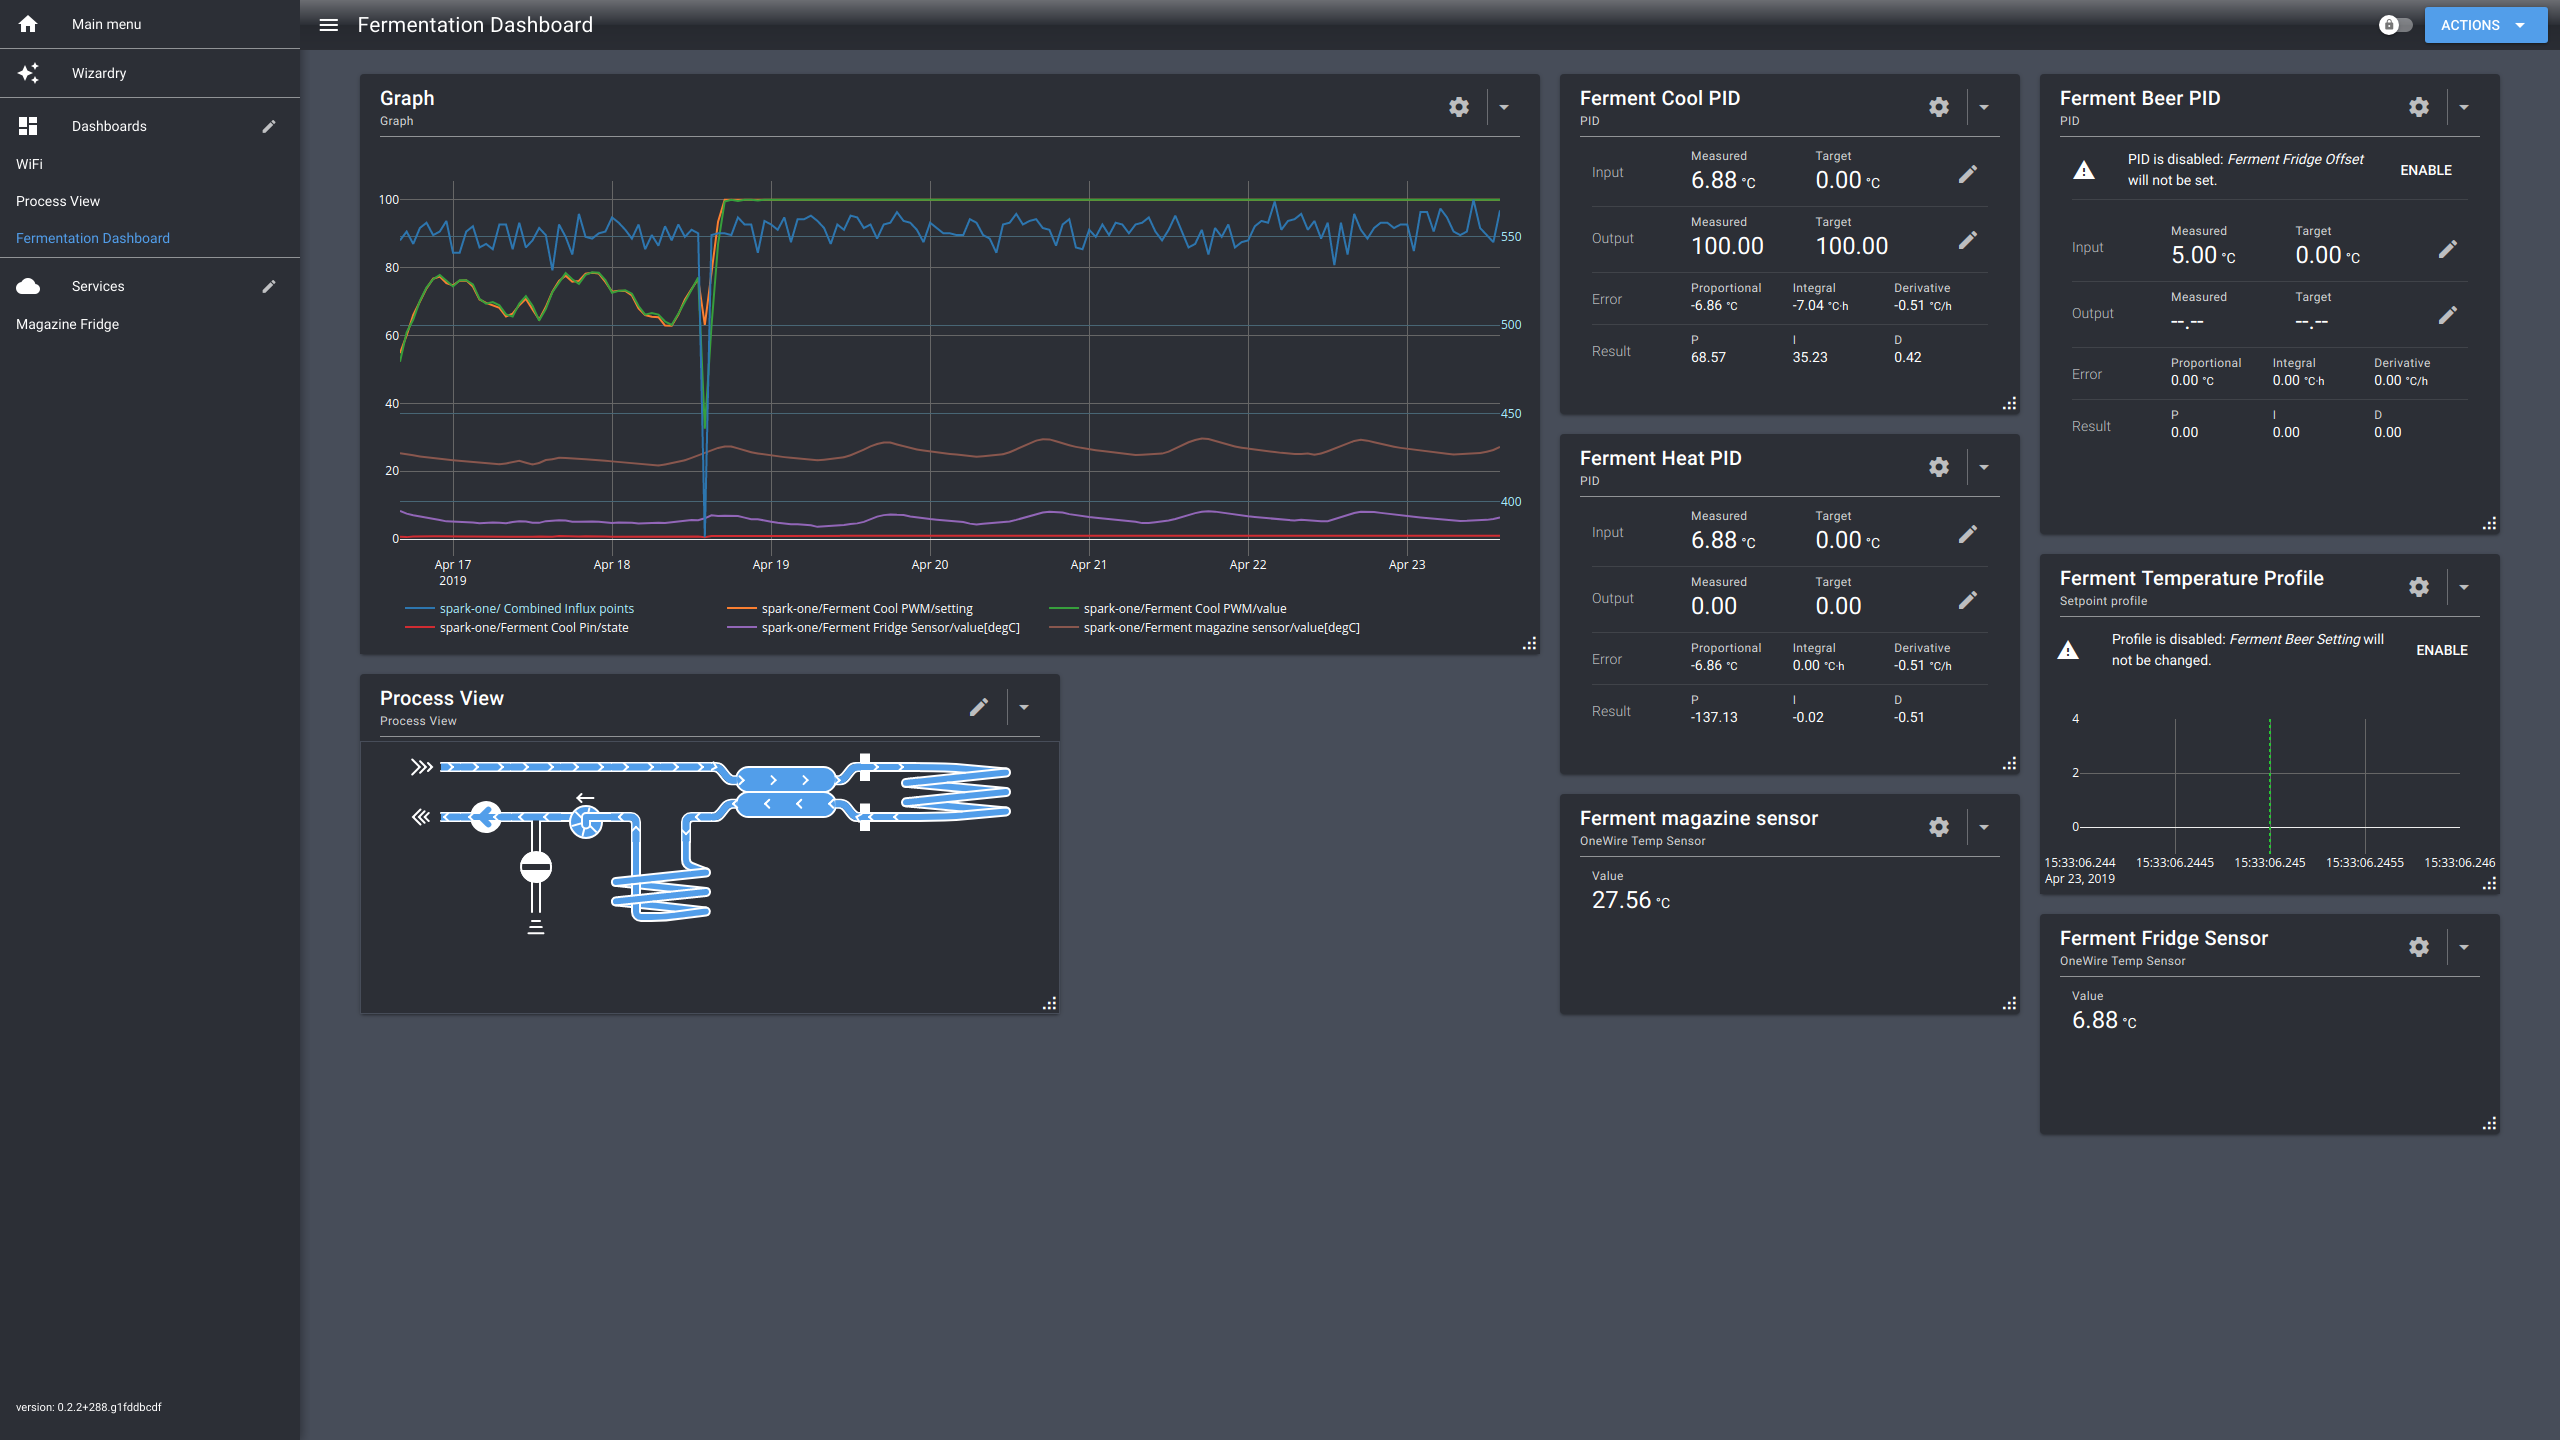 Main menu
Wizardry
Dashboards
WiFi
Process View
Fermentation Dashboard
Services
Magazine Fridge
version: 0.2.2+288.g1fddbcdf
Fermentation Dashboard
ACTIONS
Graph
Graph
100
80
60
40
20
0
550
500
450
400
Apr 17
2019
Apr 18
Apr 19
Apr 20
Apr 21
Apr 22
Apr 23
spark-one/ Combined Influx points
spark-one/Ferment Cool PWM/setting
spark-one/Ferment Cool PWM/value
spark-one/Ferment Cool Pin/state
spark-one/Ferment Fridge Sensor/value[degC]
spark-one/Ferment magazine sensor/value[degC]
Process View
Process View
Ferment Cool PID
PID
Measured Target
Input 6.88 °C 0.00 °C
Measured Target
Output 100.00 100.00
Proportional Integral Derivative
Error -6.86 °C -7.04 °C·h -0.51 °C/h
P I D
Result 68.57 35.23 0.42
Ferment Heat PID
PID
Measured Target
Input 6.88 °C 0.00 °C
Measured Target
Output 0.00 0.00
Proportional Integral Derivative
Error -6.86 °C 0.00 °C·h -0.51 °C/h
P I D
Result -137.13 -0.02 -0.51
Ferment magazine sensor
OneWire Temp Sensor
Value
27.56 °C
Ferment Beer PID
PID
PID is disabled: Ferment Fridge Offset
will not be set.
ENABLE
Measured Target
Input 5.00 °C 0.00 °C
Measured Target
Output --.-- --.--
Proportional Integral Derivative
Error 0.00 °C 0.00 °C·h 0.00 °C/h
P I D
Result 0.00 0.00 0.00
Ferment Temperature Profile
Setpoint profile
Profile is disabled: Ferment Beer Setting will
not be changed.
ENABLE
4
2
0
15:33:06.244 15:33:06.2445 15:33:06.245 15:33:06.2455 15:33:06.246
Apr 23, 2019
Ferment Fridge Sensor
OneWire Temp Sensor
Value
6.88 °C